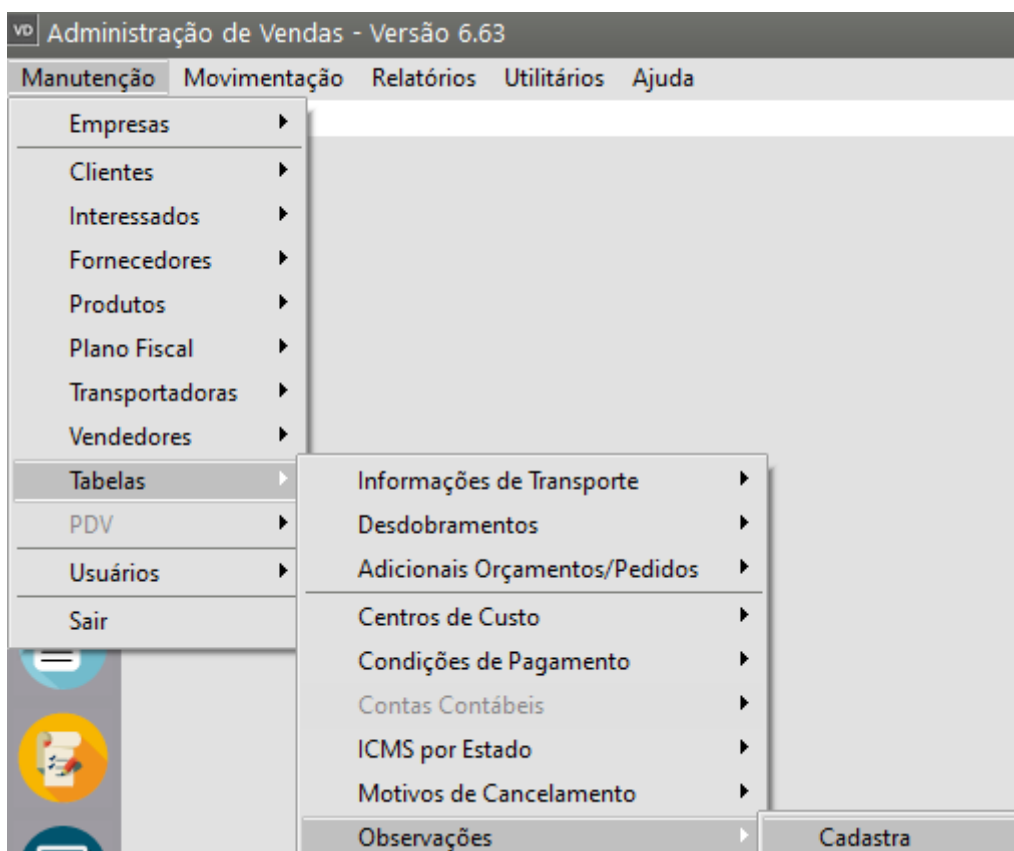 VD Administração de Vendas - Versão 6.63
Manutenção Movimentação Relatórios Utilitários Ajuda
Empresas
Clientes
Interessados
Fornecedores
Produtos
Plano Fiscal
Transportadoras
Vendedores
Tabelas
PDV
Usuários
Sair
Informações de Transporte
Desdobramentos
Adicionais Orçamentos/Pedidos
Centros de Custo
Condições de Pagamento
Contas Contábeis
ICMS por Estado
Motivos de Cancelamento
Observações
Cadastra